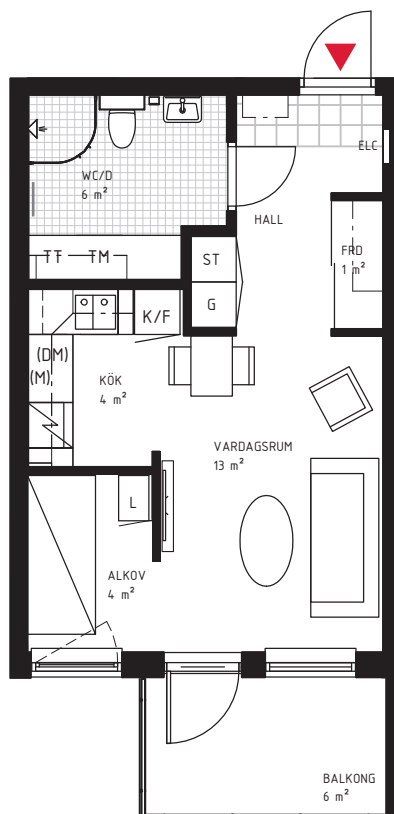 ELC
WC/D
6 m²
HALL
TT TM
ST
FRD
1 m²
G
K/F
(DM)
(M)
KÖK
4 m²
VARDAGSRUM
13 m²
L
ALKOV
4 m²
BALKONG
6 m²